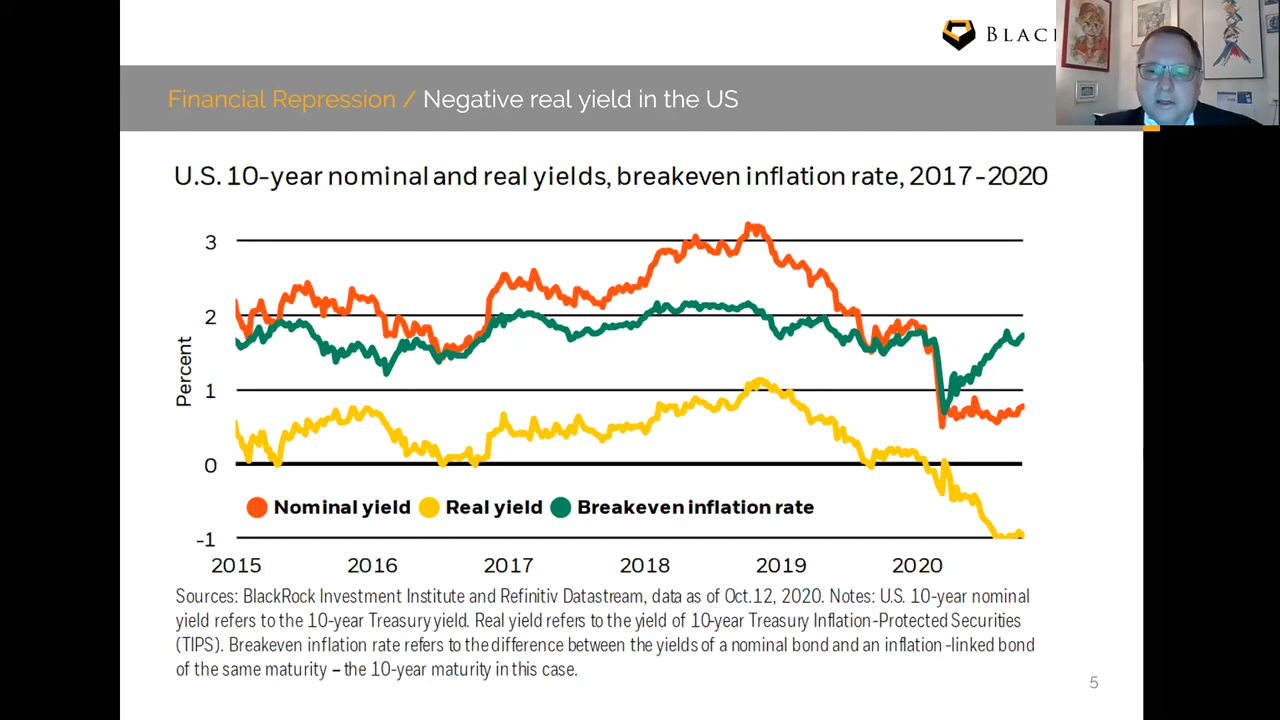 BLAC
Financial Repression / Negative real yield in the US
U.S. 10-year nominal and real yields, breakeven inflation rate, 2017-2020
Percent
3
2
1
0
-1
Nominal yield Real yield Breakeven inflation rate
2015 2016 2017 2018 2019 2020
Sources: BlackRock Investment Institute and Refinitiv Datastream, data as of Oct.12, 2020. Notes: U.S. 10-year nominal
yield refers to the 10-year Treasury yield. Real yield refers to the yield of 10-year Treasury Inflation-Protected Securities
(TIPS). Breakeven inflation rate refers to the difference between the yields of a nominal bond and an inflation-linked bond
of the same maturity – the 10-year maturity in this case.
5